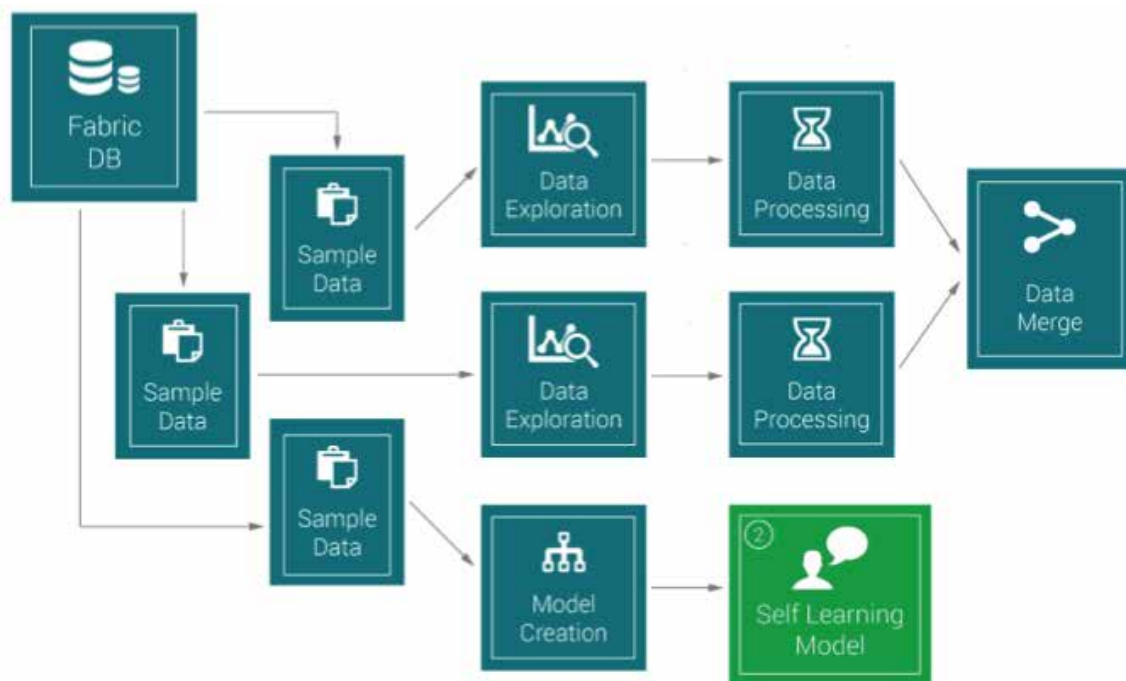 Fabric
DB
Sample
Data
Data
Exploration
Data
Processing
Data
Merge
Sample
Data
Data
Exploration
Data
Processing
Sample
Data
Model
Creation
2
Self Learning
Model